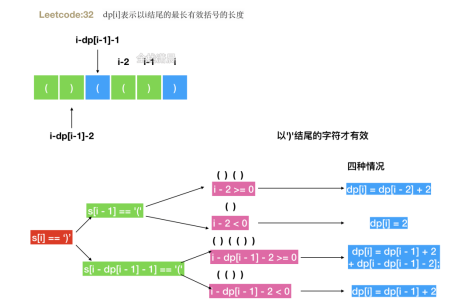 Leetcode:32 dp[i]表示以i结尾的最长有效括号的长度
i-dp[i-1]-1
i-2 i-1 i
( ) ( ( ) )
i-dp[i-1]-2
以')'结尾的字符才有效
四种情况
( ) ( )
i - 2 >= 0
dp[i] = dp[i - 2] + 2
s[i - 1] == '('
( )
i - 2 < 0
dp[i] = 2
s[i] == ')'
( ) ( ( ) )
i - dp[i - 1] - 2 >= 0
dp[i] = dp[i - 1] + 2
+ dp[i - dp[i - 1] - 2];
s[i - dp[i - 1] - 1] == '('
( ( ) )
i - dp[i - 1] - 2 < 0
dp[i] = dp[i - 1] + 2